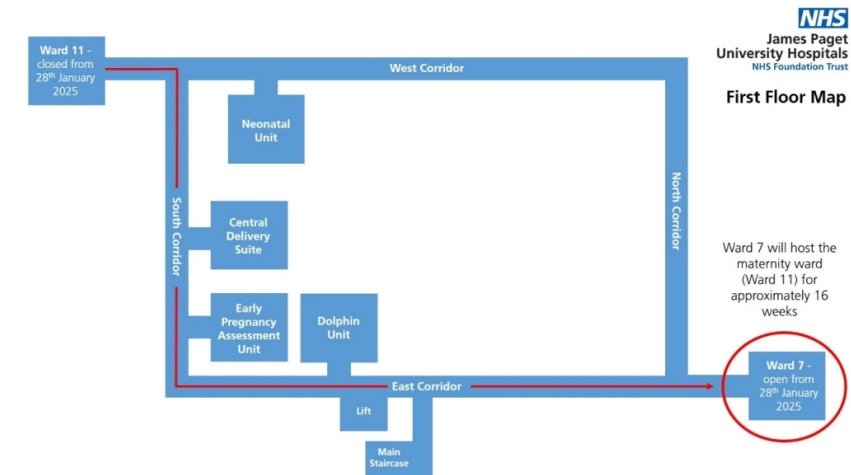 NHS
James Paget
University Hospitals
NHS Foundation Trust
First Floor Map
Ward 11 -
closed from
28th January
2025
West Corridor
Neonatal
Unit
South Corridor
North Corridor
Central
Delivery
Suite
Ward 7 will host the
maternity ward
(Ward 11) for
approximately 16
weeks
Early
Pregnancy
Assessment
Unit
Dolphin
Unit
Ward 7 -
open from
28th January
2025
East Corridor
Lift
Main
Staircase